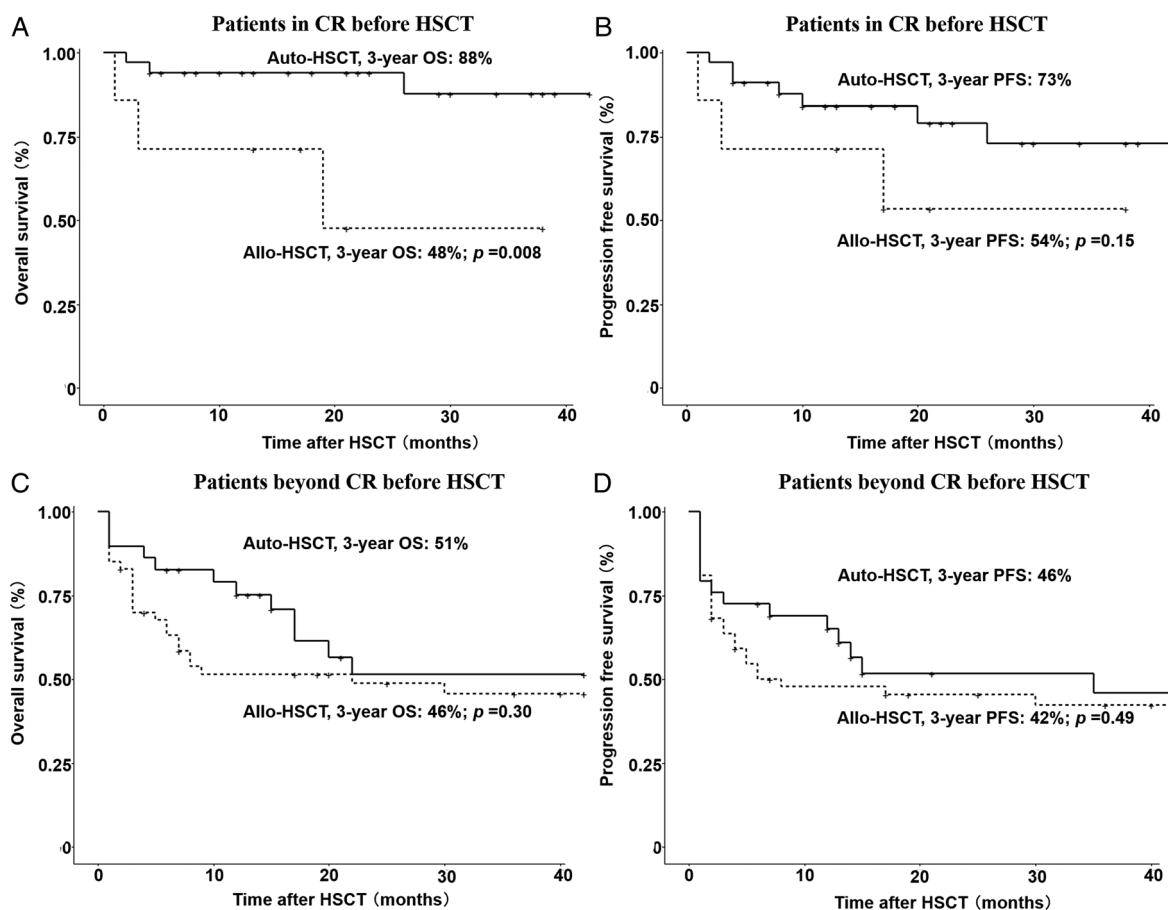 A
Patients in CR before HSCT
Auto-HSCT, 3-year OS: 88%
Allo-HSCT, 3-year OS: 48%; p =0.008
Overall survival (%)
1.00
0.75
0.50
0.25
0
0
10
20
30
40
Time after HSCT (months)
B
Patients in CR before HSCT
Auto-HSCT, 3-year PFS: 73%
Allo-HSCT, 3-year PFS: 54%; p =0.15
Progression free survival (%)
1.00
0.75
0.50
0.25
0
0
10
20
30
40
Time after HSCT (months)
C
Patients beyond CR before HSCT
Auto-HSCT, 3-year OS: 51%
Allo-HSCT, 3-year OS: 46%; p =0.30
Overall survival (%)
1.00
0.75
0.50
0.25
0
0
10
20
30
40
Time after HSCT (months)
D
Patients beyond CR before HSCT
Auto-HSCT, 3-year PFS: 46%
Allo-HSCT, 3-year PFS: 42%; p =0.49
Progression free survival (%)
1.00
0.75
0.50
0.25
0
0
10
20
30
40
Time after HSCT (months)